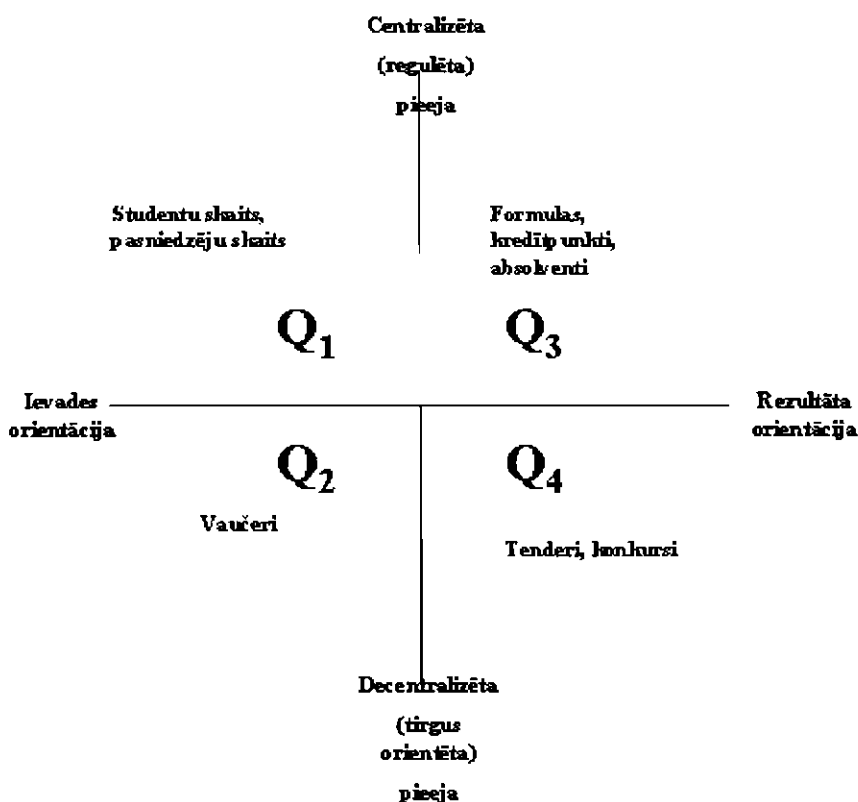 Centralizēta
(regulēta)
pieeja
Studentu skaits,
pasniedzēju skaits
Formulas,
kredītpunkti,
absolventi
Q1
Q3
Ievades
orientācija
Rezultāta
orientācija
Q2
Q4
Vaučeri
Tenderi, konkursi
Decentralizēta
(tirgus
orientēta)
pieeja